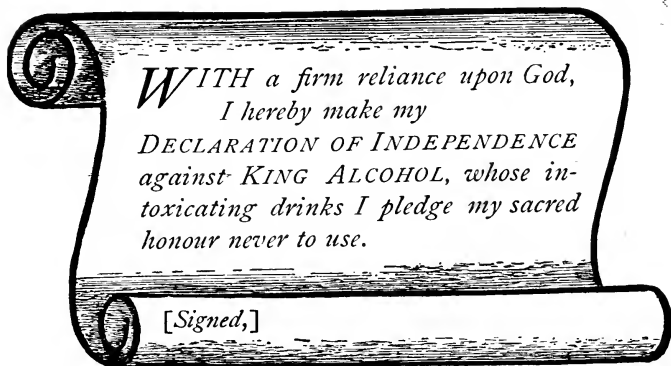 WITH a firm reliance upon God,
I hereby make my
DECLARATION OF INDEPENDENCE
against KING ALCOHOL, whose in-
toxicating drinks I pledge my sacred
honour never to use.
[Signed,]